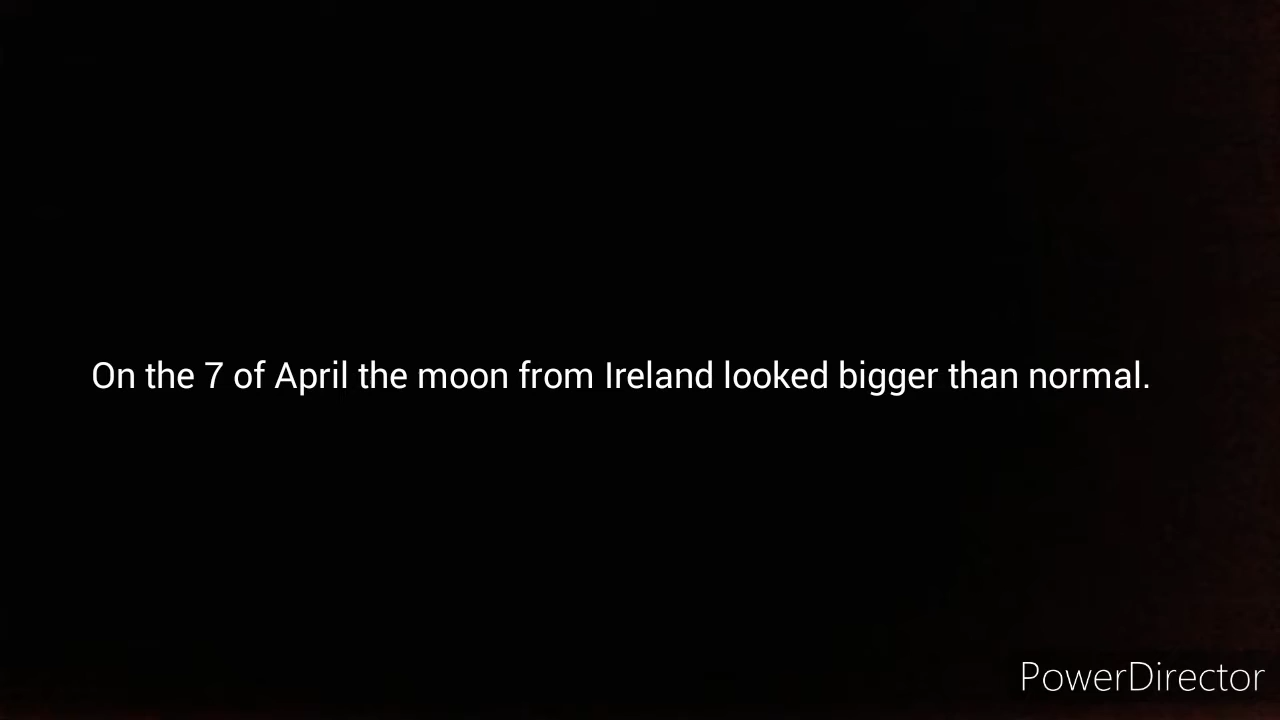 On the 7 of April the moon from Ireland looked bigger than normal.
PowerDirector